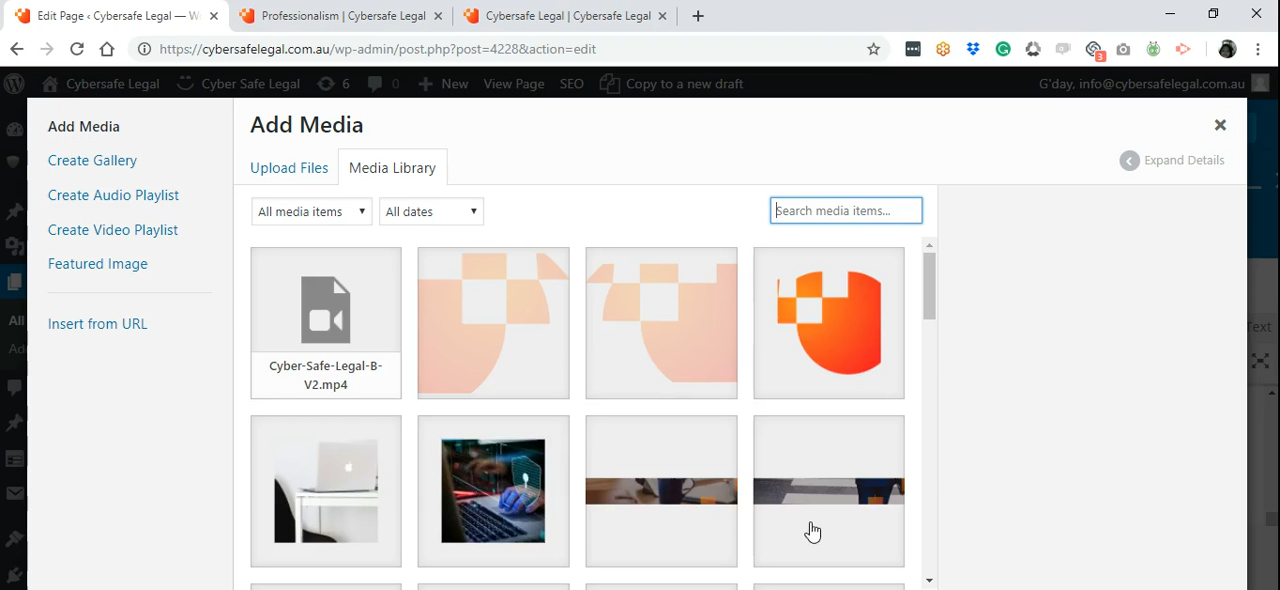 Edit Page ‹ Cybersafe Legal — W
Professionalism | Cybersafe Legal
Cybersafe Legal | Cybersafe Legal
https://cybersafelegal.com.au/wp-admin/post.php?post=4228&action=edit
3
Cybersafe Legal
Cyber Safe Legal
6
0
New
View Page
SEO
Copy to a new draft
G'day, info@cybersafelegal.com.au
Add Media
Create Gallery
Create Audio Playlist
Create Video Playlist
Featured Image
Insert from URL
All
Add
Add Media
Upload Files
Media Library
Expand Details
All media items
All dates
Search media items...
Cyber-Safe-Legal-B-
V2.mp4
Text